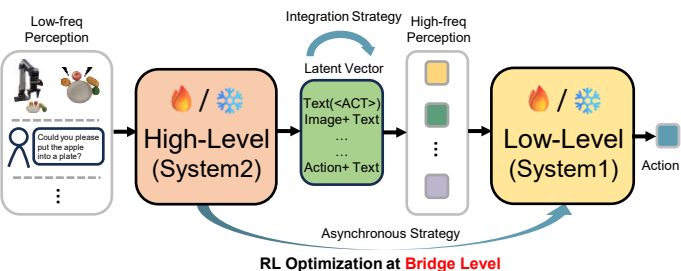 Low-freq
Perception
Integration Strategy
High-freq
Perception
Latent Vector
Could you please
put the apple
into a plate?
/
High-Level
(System2)
Text(<ACT>)
Image+ Text
...
...
Action+ Text
/
Low-Level
(System1)
Action
Asynchronous Strategy
RL Optimization at Bridge Level